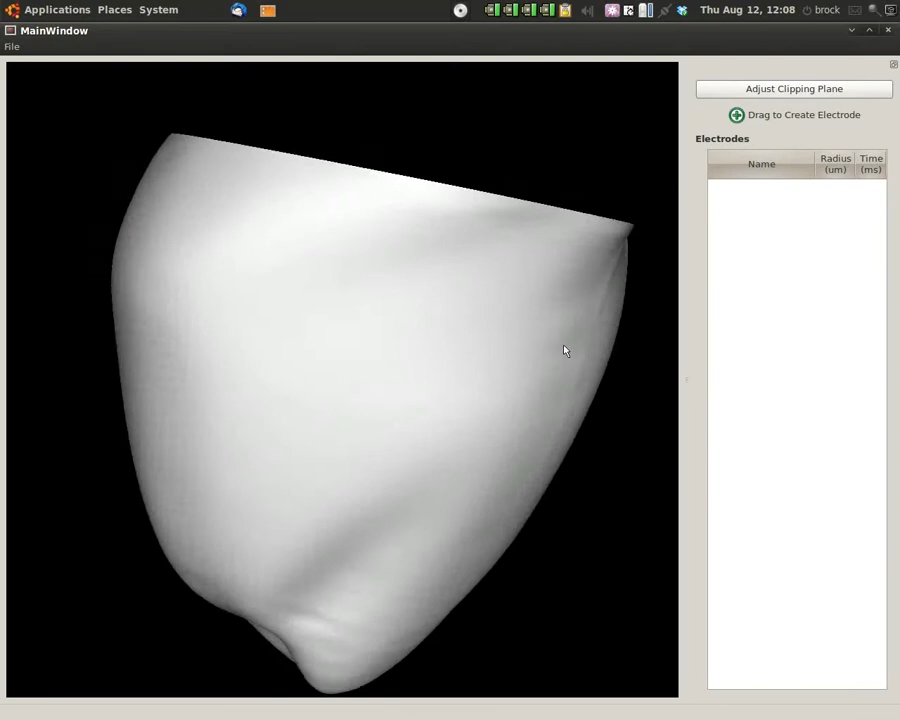 Applications Places System Thu Aug 12, 12:08 brock
MainWindow
File
Adjust Clipping Plane
Drag to Create Electrode
Electrodes
Name Radius (um) Time (ms)